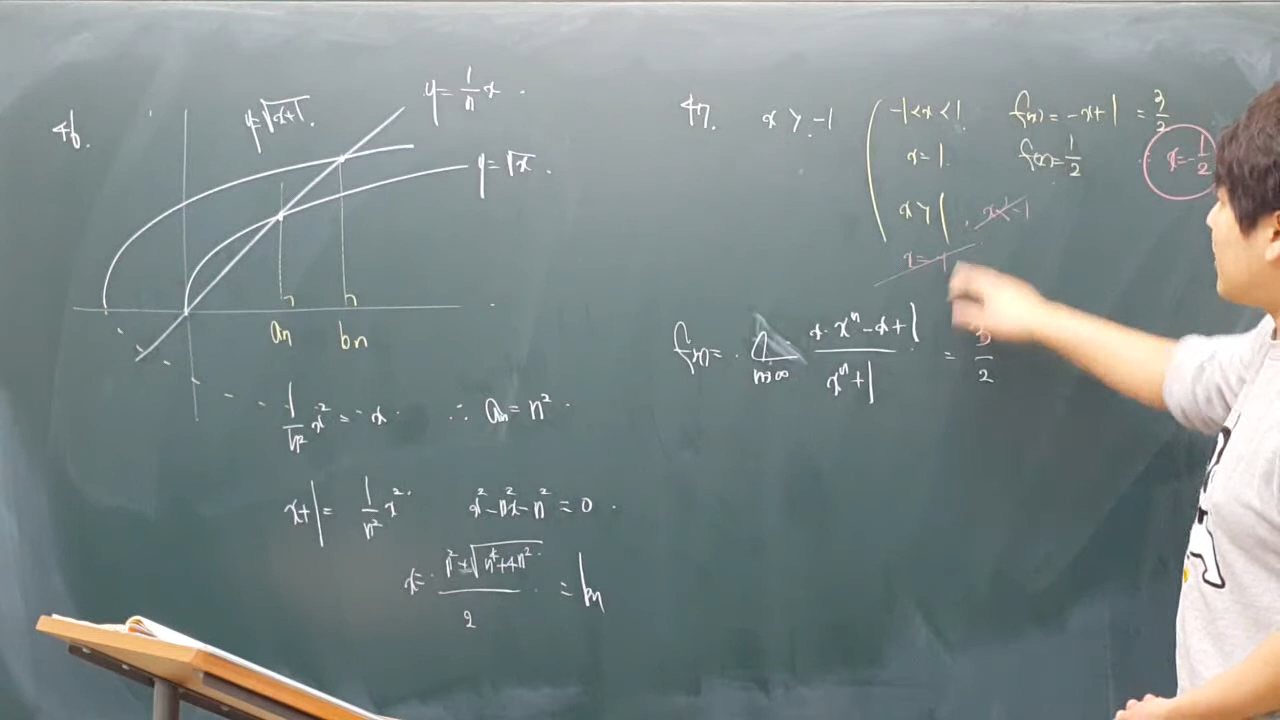 46.
y=√x+1.
y=1/n x .
y=√x .
an
bn
1/n² x² = x. ∴ an = n² .
x+1 = 1/n² x² . x²-n²x-n² = 0 .
x = (n²±√n⁴+4n²)/2 = bn
47. x > -1
-1<x<1. f(x) = -x+1 = 3/2
x=1. f(x)=1/2 x=-1/2
x>1 , x<-1
x=-1
f(x) = lim n→∞ (x·xⁿ-x+1)/(xⁿ+1) = 3/2